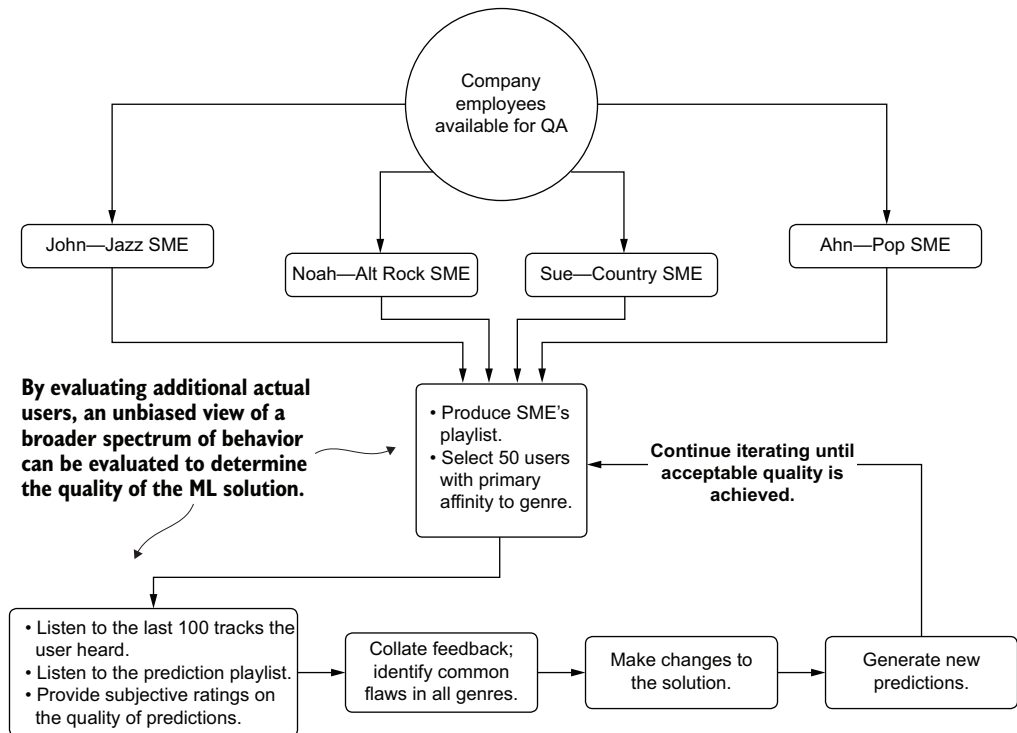 Company
employees
available for QA
John—Jazz SME
Noah—Alt Rock SME
Sue—Country SME
Ahn—Pop SME
By evaluating additional actual
users, an unbiased view of a
broader spectrum of behavior
can be evaluated to determine
the quality of the ML solution.
• Produce SME's
playlist.
• Select 50 users
with primary
affinity to genre.
Continue iterating until
acceptable quality is
achieved.
• Listen to the last 100 tracks the
user heard.
• Listen to the prediction playlist.
• Provide subjective ratings on
the quality of predictions.
Collate feedback;
identify common
flaws in all genres.
Make changes to
the solution.
Generate new
predictions.